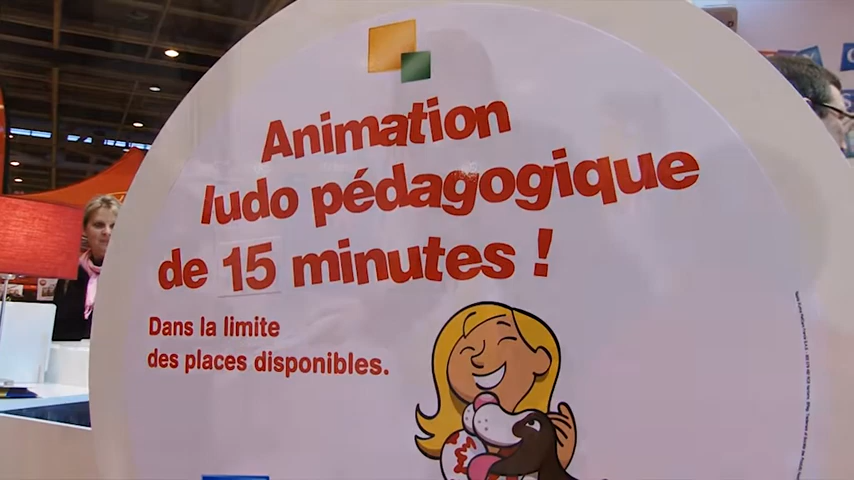 Animation
ludo pédagogique
de 15 minutes !
Dans la limite
des places disponibles.